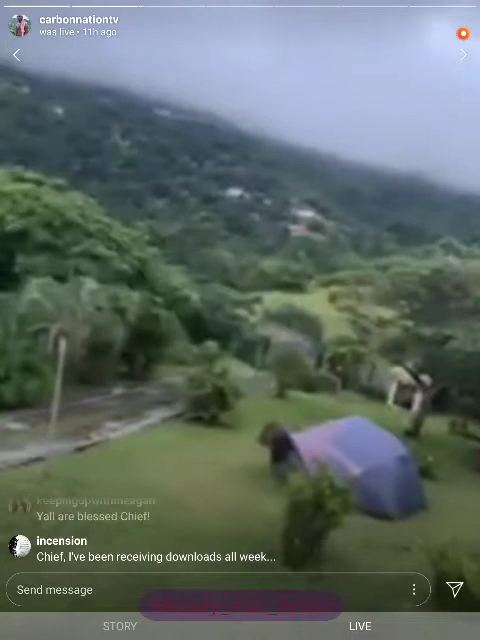 carbonnationtv
was live • 11h ago
keepingupwithmeagan
Yall are blessed Chief!
incension
Chief, I've been receiving downloads all week...
Send message
STORY
LIVE